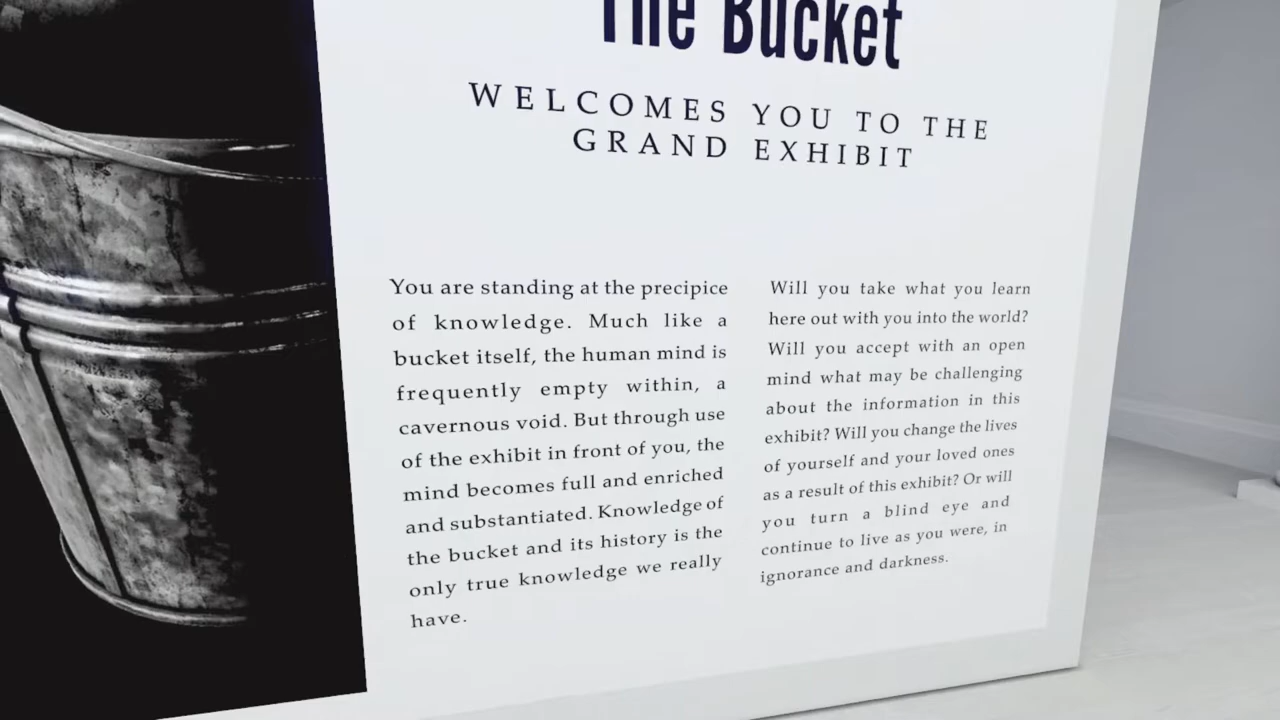 The Bucket
WELCOMES YOU TO THE
GRAND EXHIBIT
You are standing at the precipice
of knowledge. Much like a
bucket itself, the human mind is
frequently empty within, a
cavernous void. But through use
of the exhibit in front of you, the
mind becomes full and enriched
and substantiated. Knowledge of
the bucket and its history is the
only true knowledge we really
have.
Will you take what you learn
here out with you into the world?
Will you accept with an open
mind what may be challenging
about the information in this
exhibit? Will you change the lives
of yourself and your loved ones
as a result of this exhibit? Or will
you turn a blind eye and
continue to live as you were, in
ignorance and darkness.